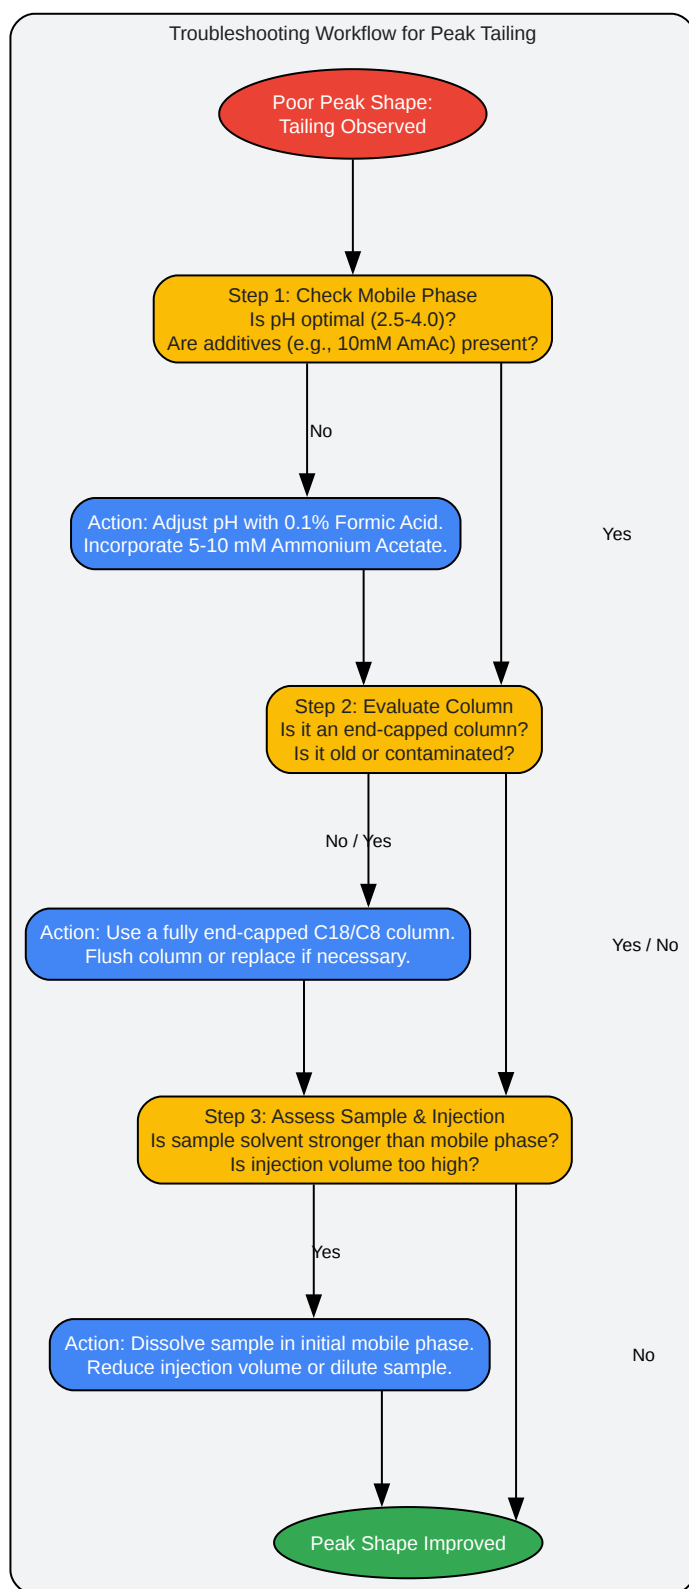 Troubleshooting Workflow for Peak Tailing
Poor Peak Shape:
Tailing Observed
Step 1: Check Mobile Phase
Is pH optimal (2.5-4.0)?
Are additives (e.g., 10mM AmAc) present?
No
Action: Adjust pH with 0.1% Formic Acid.
Incorporate 5-10 mM Ammonium Acetate.
Yes
Step 2: Evaluate Column
Is it an end-capped column?
Is it old or contaminated?
No / Yes
Action: Use a fully end-capped C18/C8 column.
Flush column or replace if necessary.
Yes / No
Step 3: Assess Sample & Injection
Is sample solvent stronger than mobile phase?
Is injection volume too high?
Yes
Action: Dissolve sample in initial mobile phase.
Reduce injection volume or dilute sample.
No
Peak Shape Improved